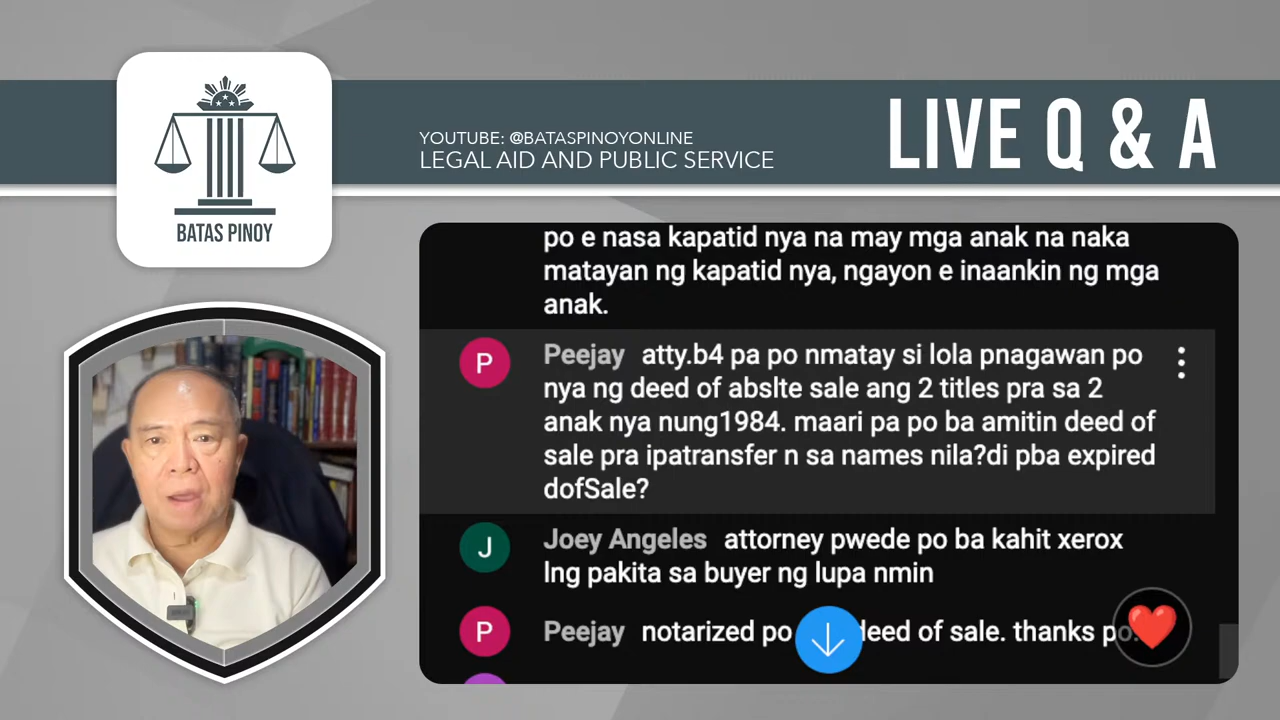 BATAS PINOY
YOUTUBE: @BATASPINOYONLINE
LEGAL AID AND PUBLIC SERVICE
LIVE Q & A
po e nasa kapatid nya na may mga anak na naka
matayan ng kapatid nya, ngayon e inaankin ng mga
anak.
P
Peejay atty.b4 pa po nmatay si lola pnagawan po
nya ng deed of abslte sale ang 2 titles pra sa 2
anak nya nung1984. maari pa po ba amitin deed of
sale pra ipatransfer n sa names nila?di pba expired
dofSale?
J
Joey Angeles attorney pwede po ba kahit xerox
lng pakita sa buyer ng lupa nmin
P
Peejay notarized po deed of sale. thanks po.